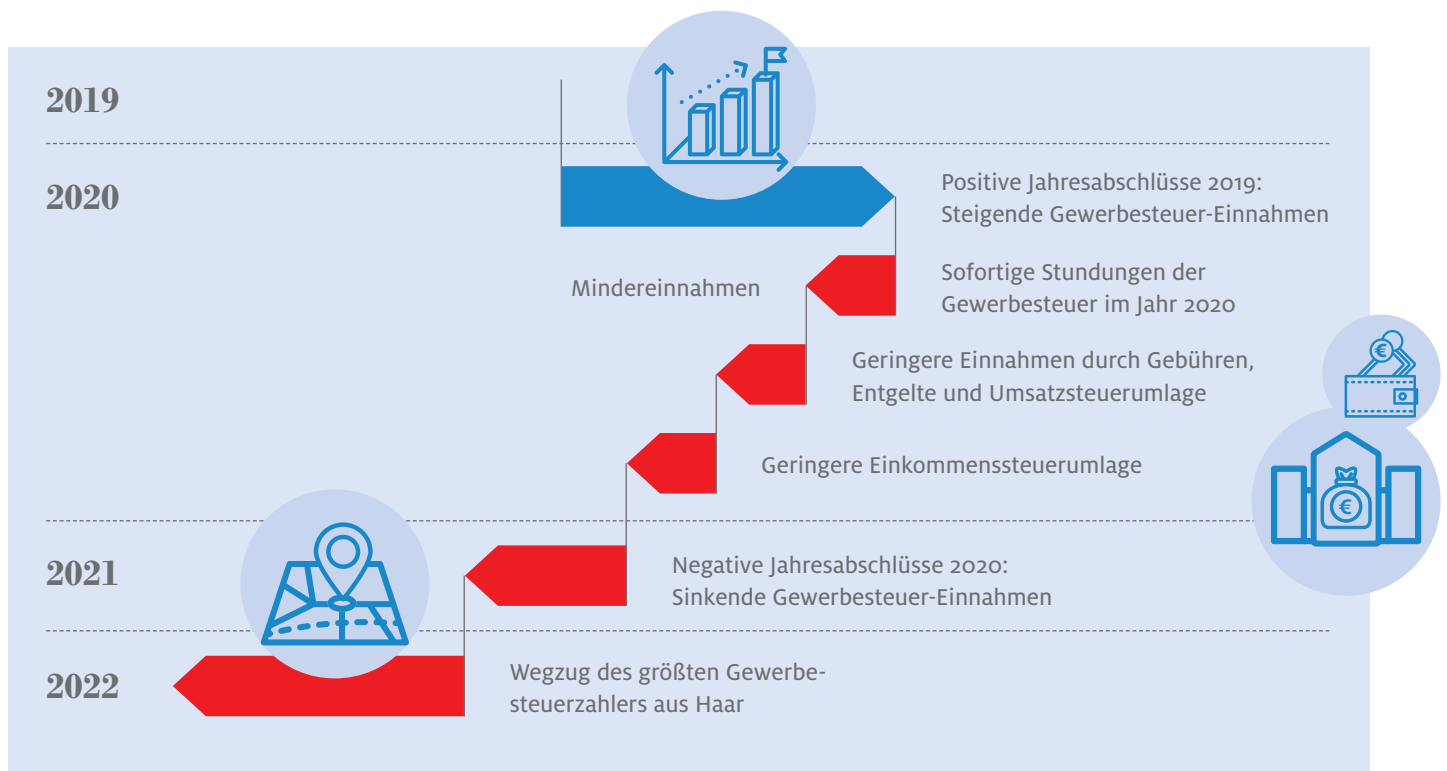 2019
2020
Positive Jahresabschlüsse 2019:
Steigende Gewerbesteuer-Einnahmen
Mindereinnahmen
Sofortige Stundungen der
Gewerbesteuer im Jahr 2020
Geringere Einnahmen durch Gebühren,
Entgelte und Umsatzsteuerumlage
Geringere Einkommenssteuerumlage
2021
Negative Jahresabschlüsse 2020:
Sinkende Gewerbesteuer-Einnahmen
2022
Wegzug des größten Gewerbe-
steuerzahlers aus Haar
€
€